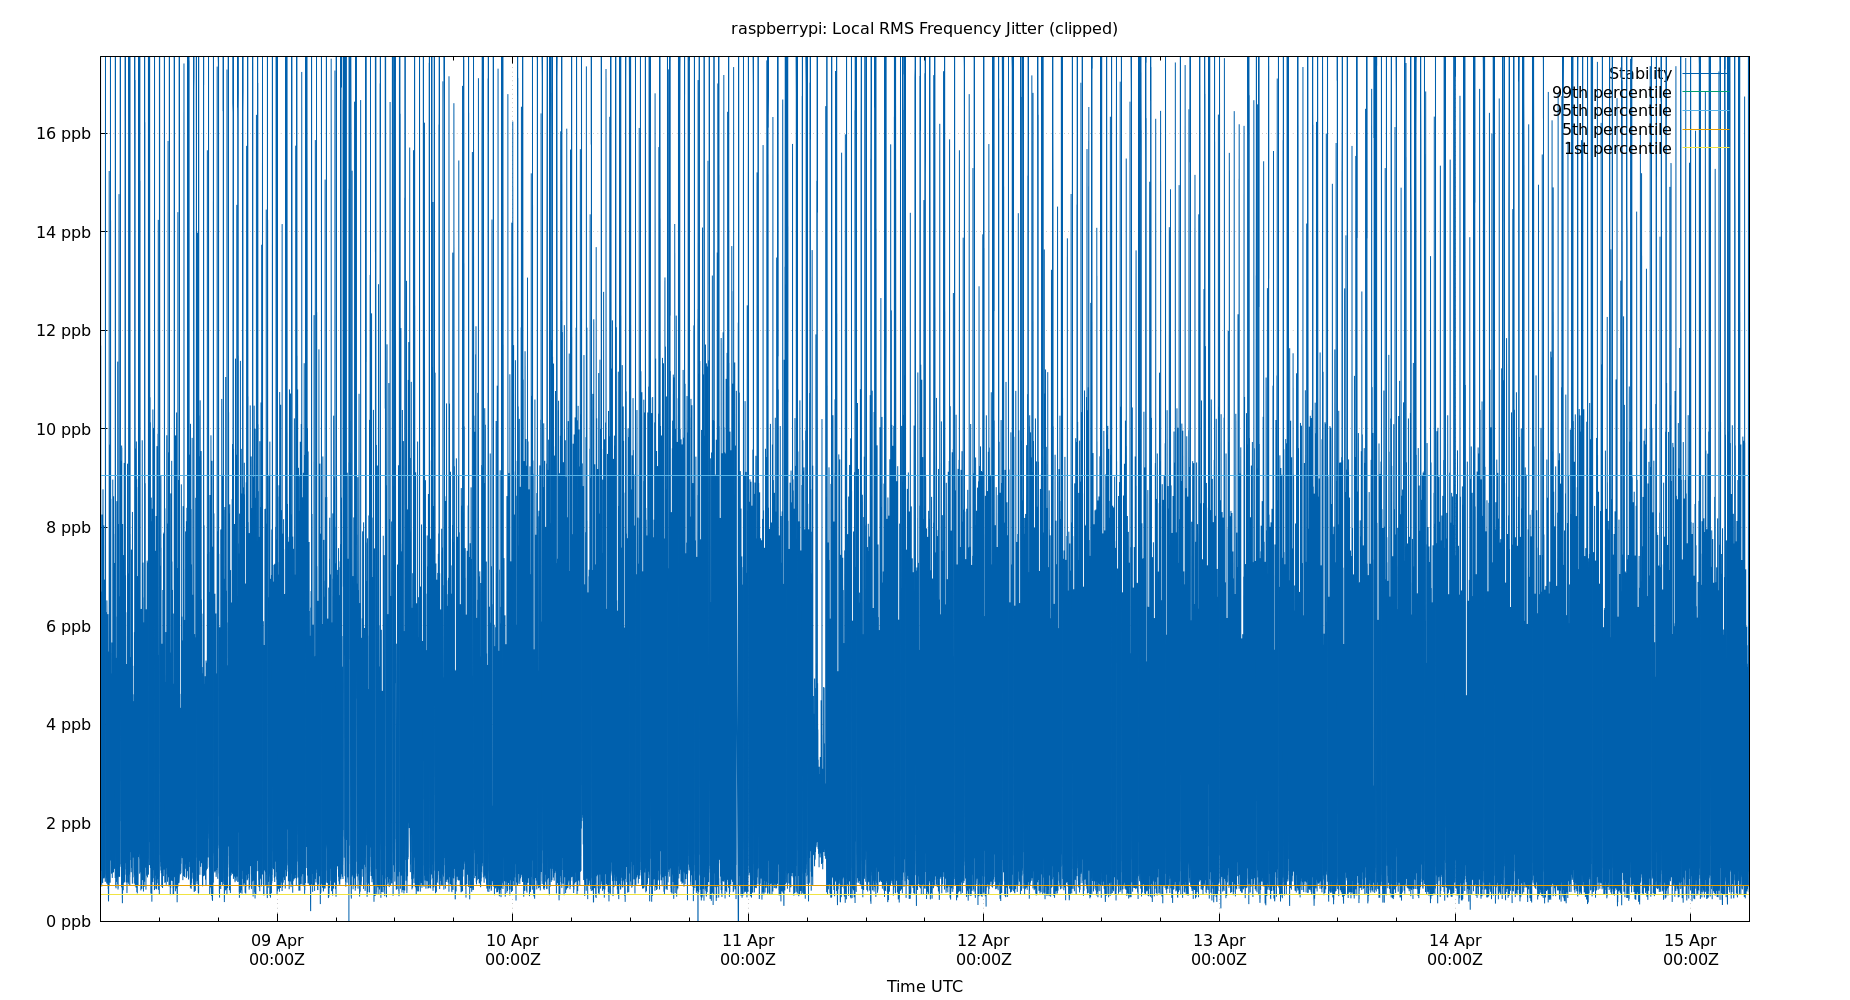 raspberrypi: Local RMS Frequency Jitter (clipped)
Stability
99th percentile
95th percentile
5th percentile
1st percentile
16 ppb
14 ppb
12 ppb
10 ppb
8 ppb
6 ppb
4 ppb
2 ppb
0 ppb
09 Apr 10 Apr 11 Apr 12 Apr 13 Apr 14 Apr 15 Apr
00:00Z 00:00Z 00:00Z 00:00Z 00:00Z 00:00Z 00:00Z
Time UTC